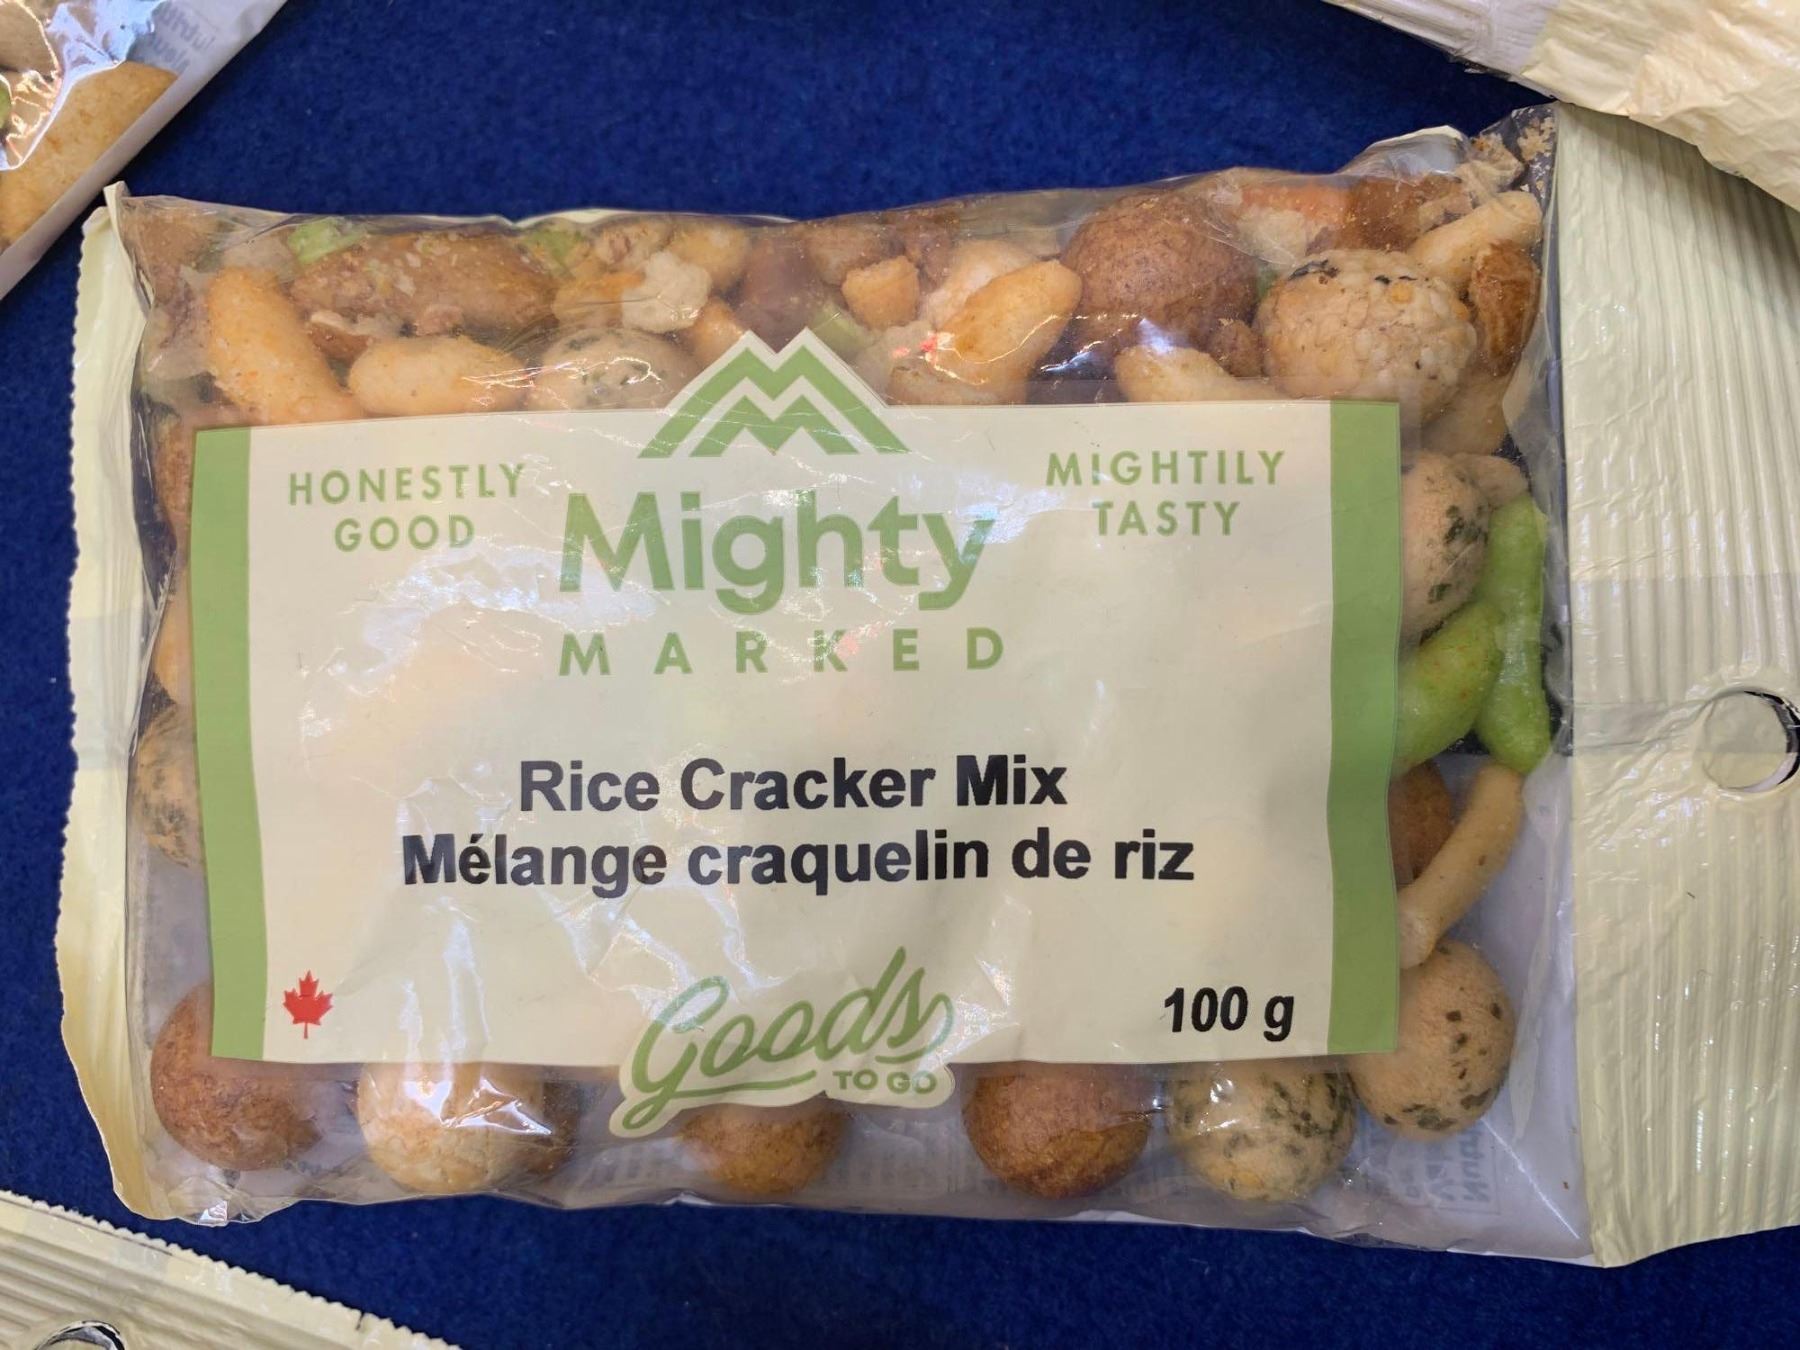 HONESTLY
GOOD
Mighty
MARKED
MIGHTILY
TASTY
Rice Cracker Mix
Mélange craquelin de riz
Goods
TO GO
100 g